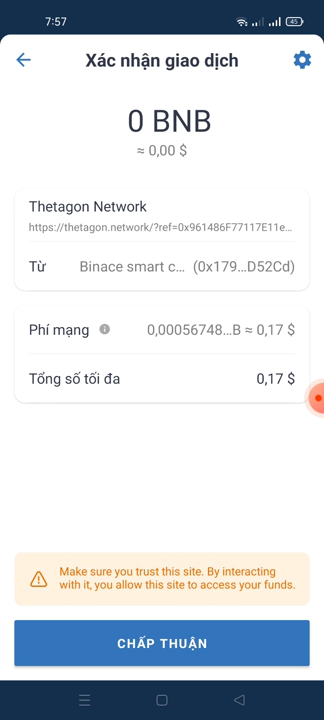 7:57
45
Xác nhận giao dịch
0 BNB
≈ 0,00 $
Thetagon Network
https://thetagon.network/?ref=0x961486F77117E11e...
Từ Binace smart c... (0x179...D52Cd)
Phí mạng 0,00056748...B ≈ 0,17 $
Tổng số tối đa 0,17 $
Make sure you trust this site. By interacting
with it, you allow this site to access your funds.
CHẤP THUẬN